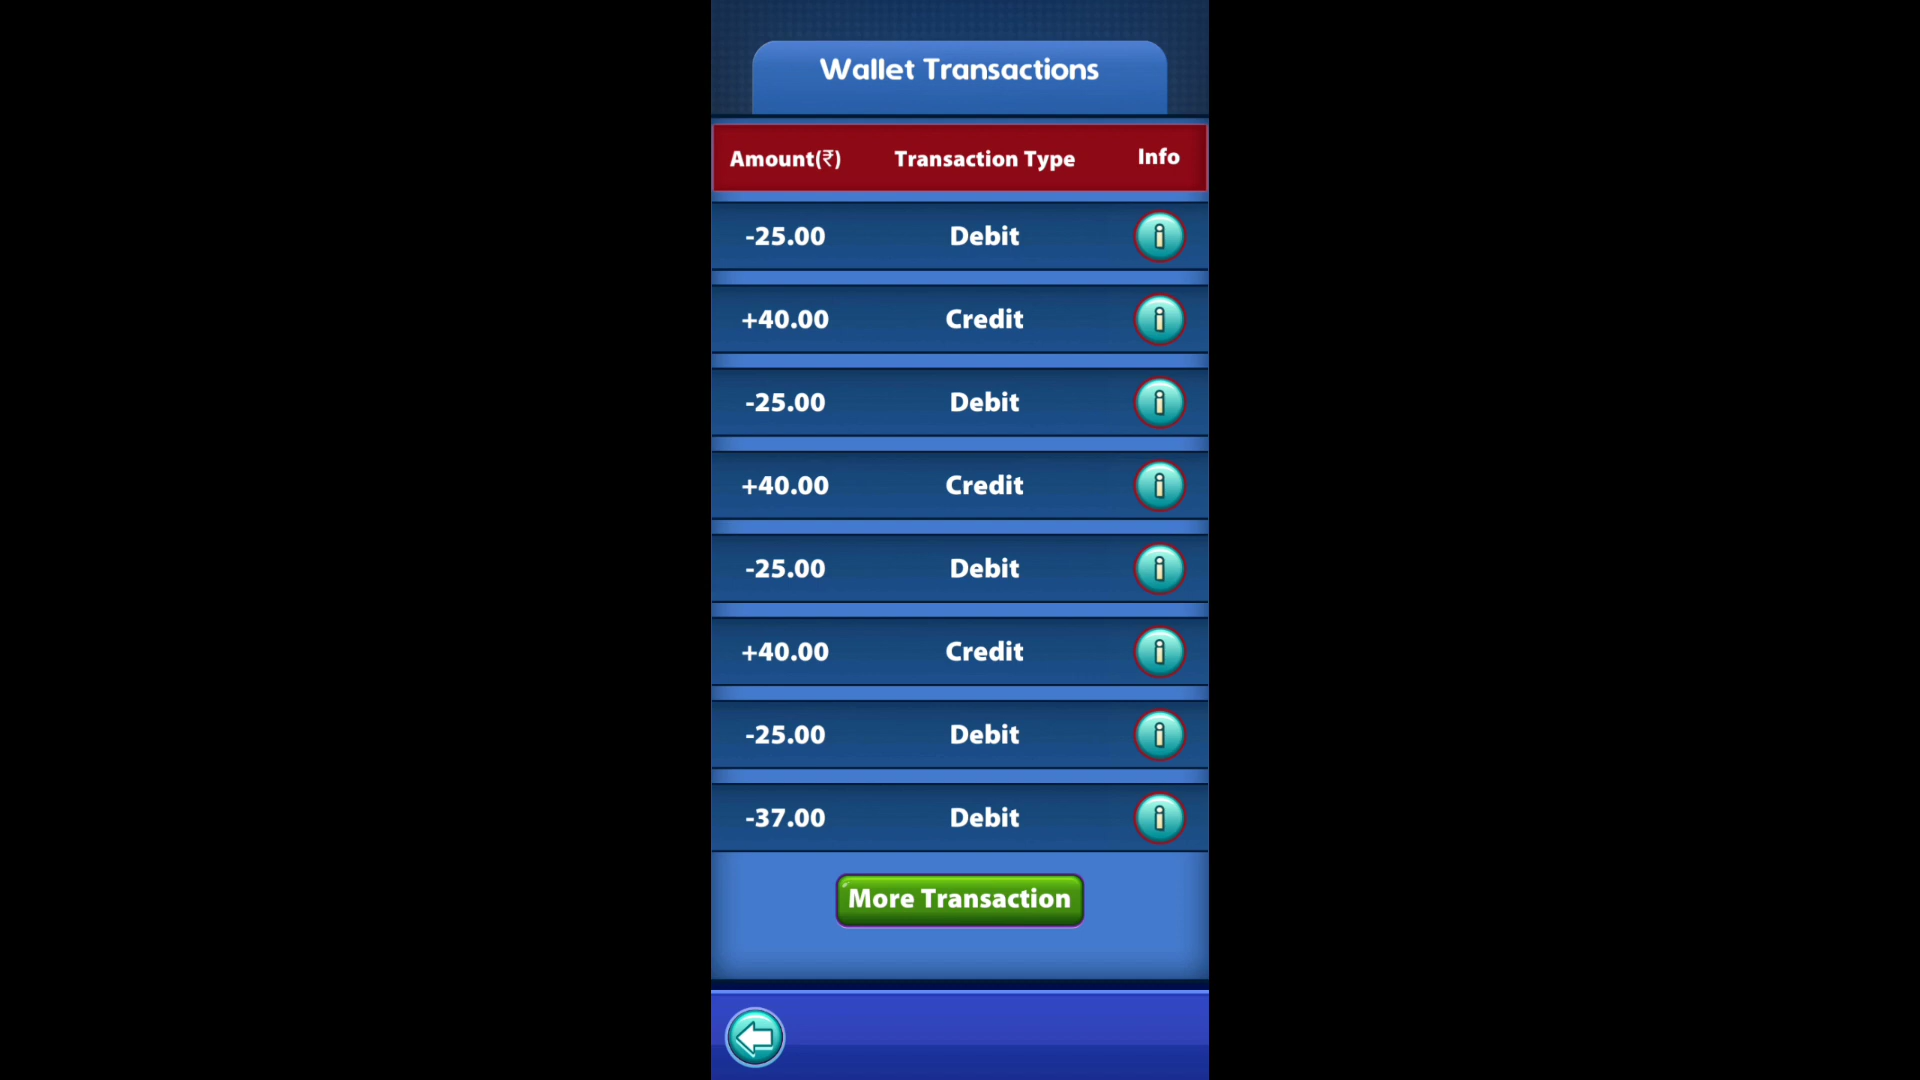 Wallet Transactions
Amount(₹) Transaction Type Info
-25.00 Debit i
+40.00 Credit i
-25.00 Debit i
+40.00 Credit i
-25.00 Debit i
+40.00 Credit i
-25.00 Debit i
-37.00 Debit i
More Transaction